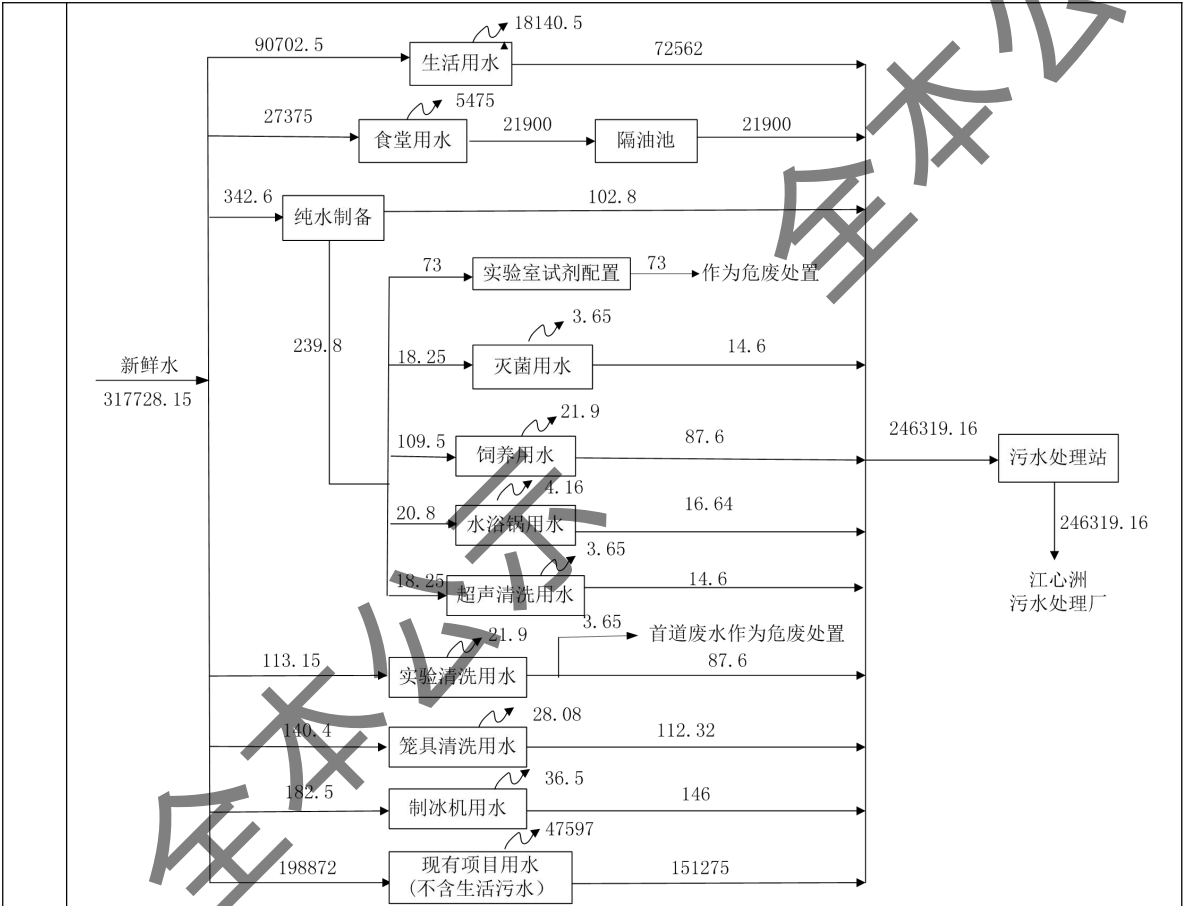 18140.5
90702.5
生活用水
72562
5475
27375
食堂用水
21900
隔油池
21900
342.6
纯水制备
102.8
73
实验室试剂配置
73
作为危废处置
3.65
239.8
18.25
灭菌用水
14.6
新鲜水
317728.15
21.9
109.5
饲养用水
87.6
246319.16
污水处理站
4.16
20.8
水浴锅用水
16.64
246319.16
3.65
18.25
超声清洗用水
14.6
江心洲
污水处理厂
3.65
首道废水作为危废处置
21.9
113.15
实验清洗用水
87.6
28.08
140.4
笼具清洗用水
112.32
36.5
182.5
制冰机用水
146
47597
198872
现有项目用水
(不含生活污水）
151275
全本公示
全本公